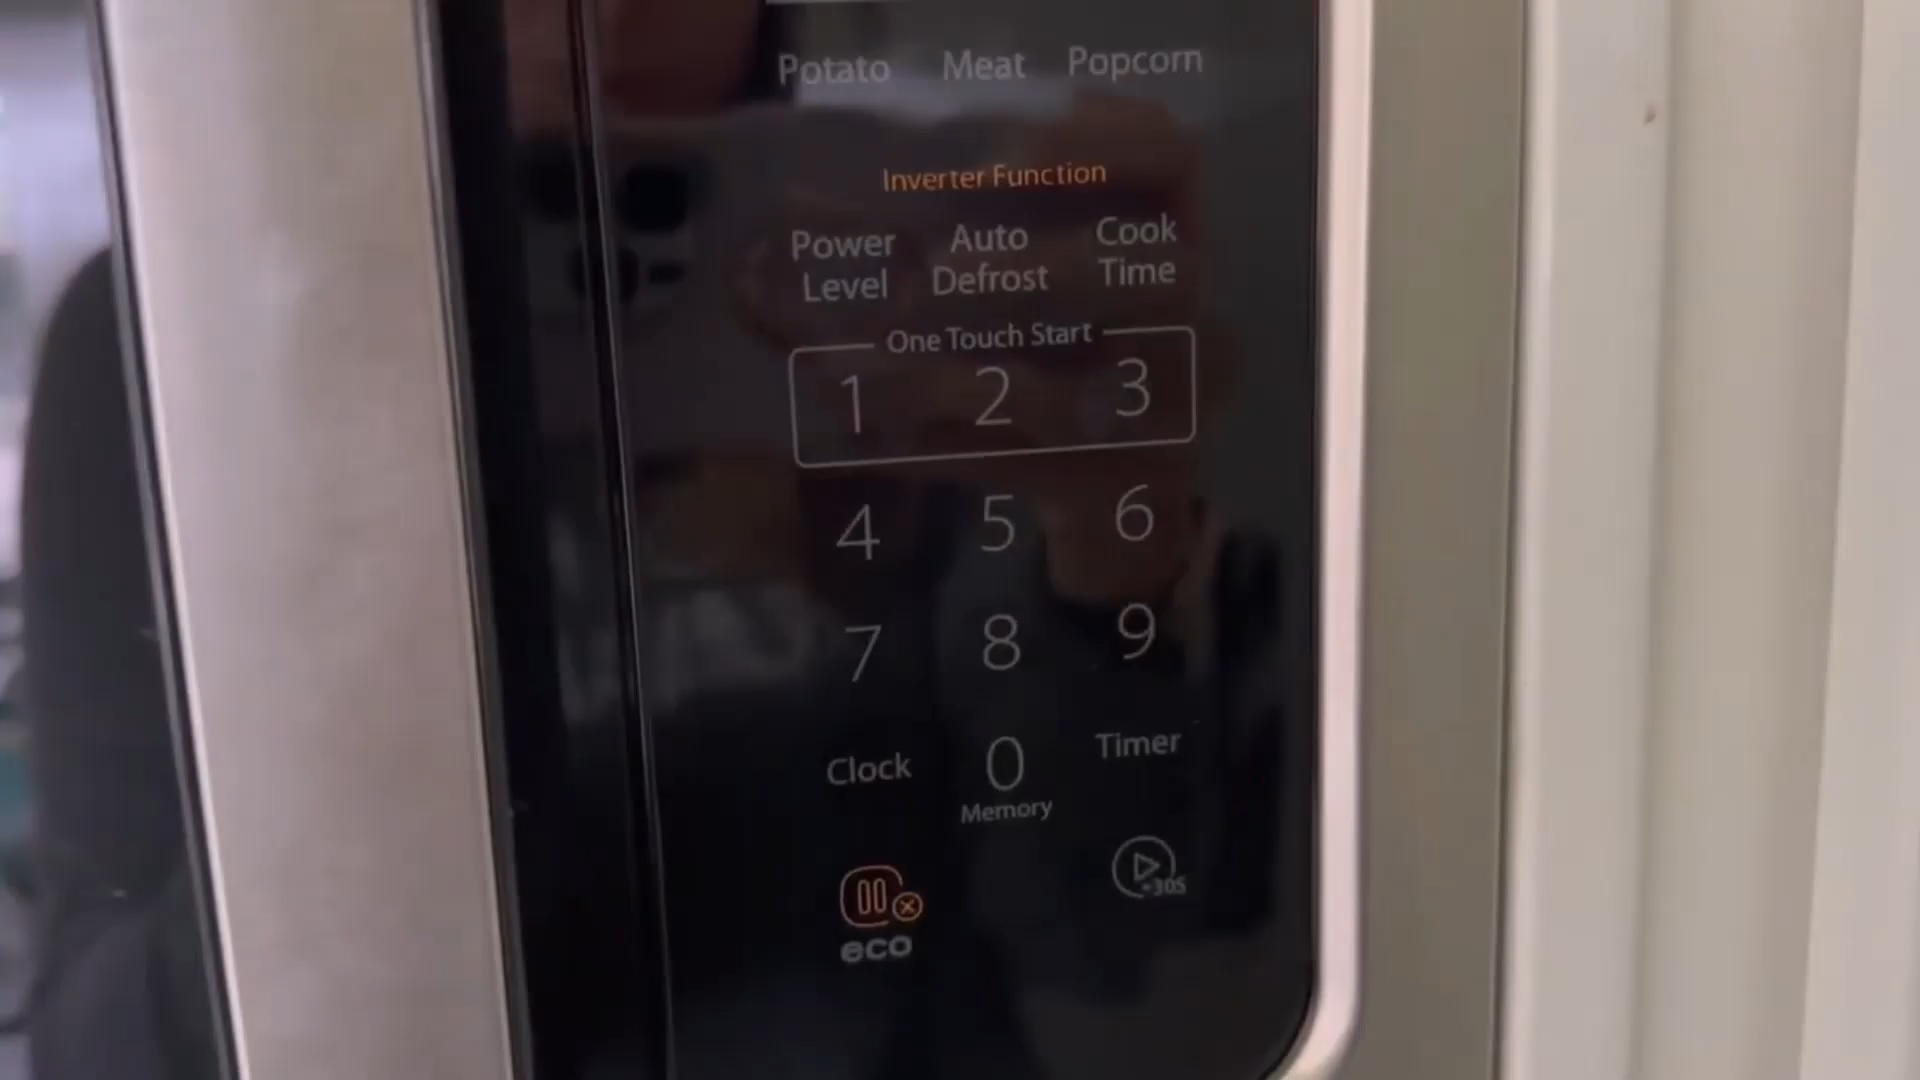 Potato Meat Popcorn
Inverter Function
Power Level Auto Defrost Cook Time
One Touch Start
1 2 3
4 5 6
7 8 9
Clock 0 Timer
Memory
+30S
eco